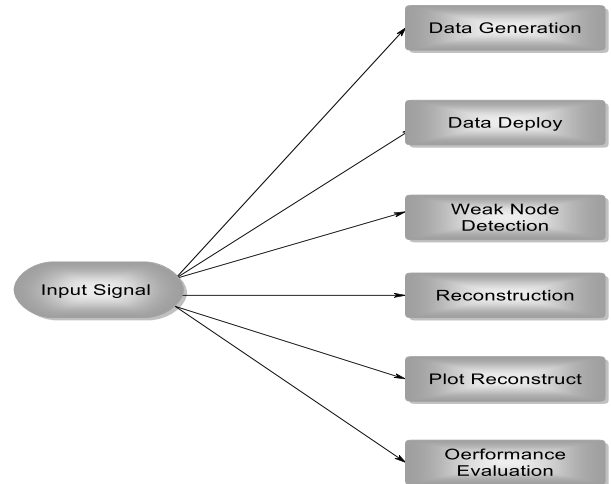 Data Generation
Data Deploy
Weak Node
Detection
Input Signal
Reconstruction
Plot Reconstruct
Oerformance
Evaluation